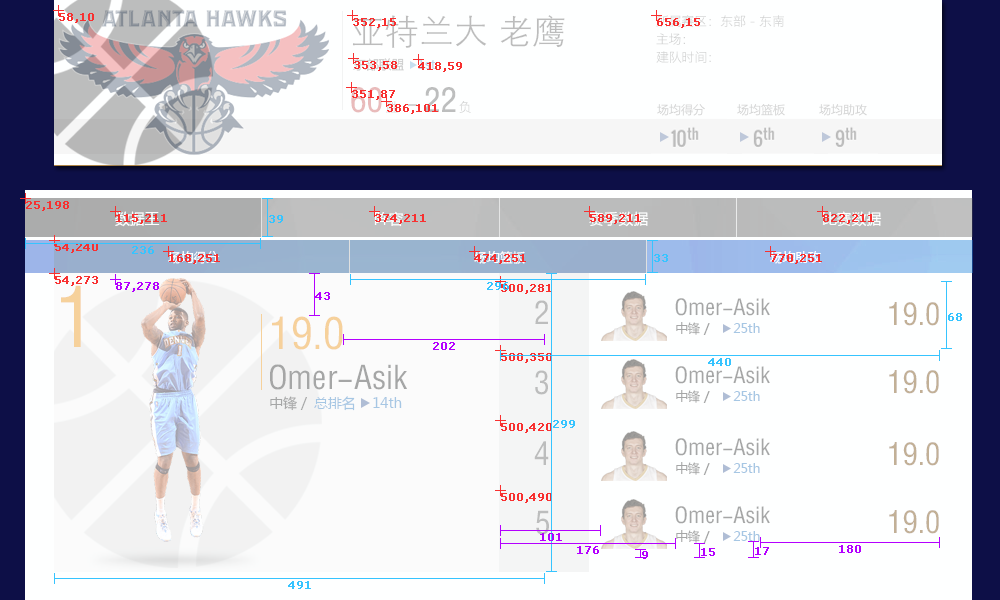 58,10
ATLANTA HAWKS
352,15
亚特兰大 老鹰
656,15
区: 东部 - 东南
主场:
建队时间:
353,58
418,59
351,87
60
386,101
22 负
场均得分 场均篮板 场均助攻
10th 6th 9th
25,198
115,211
374,211
589,211
822,211
39
54,240
236
168,251
474,251
770,251
33
54,273
87,278
1
43
19.0
202
Omer-Asik
中锋 / 总排名 14th
500,281
2
Omer-Asik
中锋 / 25th
19.0
68
440
500,350
3
Omer-Asik
中锋 / 25th
19.0
299
500,420
4
Omer-Asik
中锋 / 25th
19.0
500,490
5
Omer-Asik
中锋 / 25th
19.0
101
176
9
15
17
180
491